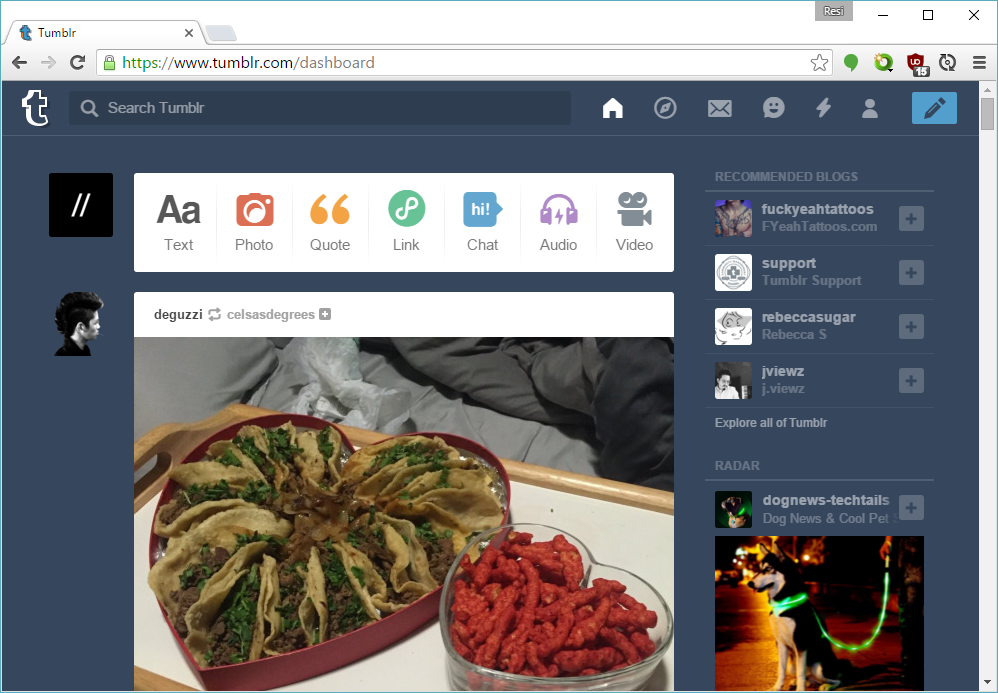 Resi
Tumblr
https://www.tumblr.com/dashboard
15
t
Search Tumblr
//
Aa
hi!
Text
Photo
Quote
Link
Chat
Audio
Video
deguzzi celsasdegrees
RECOMMENDED BLOGS
fuckyeahtattoos
FYeahTattoos.com
support
Tumblr Support
rebeccasugar
Rebecca S
jviewz
j.viewz
Explore all of Tumblr
RADAR
dognews-techtails
Dog News & Cool Pet S